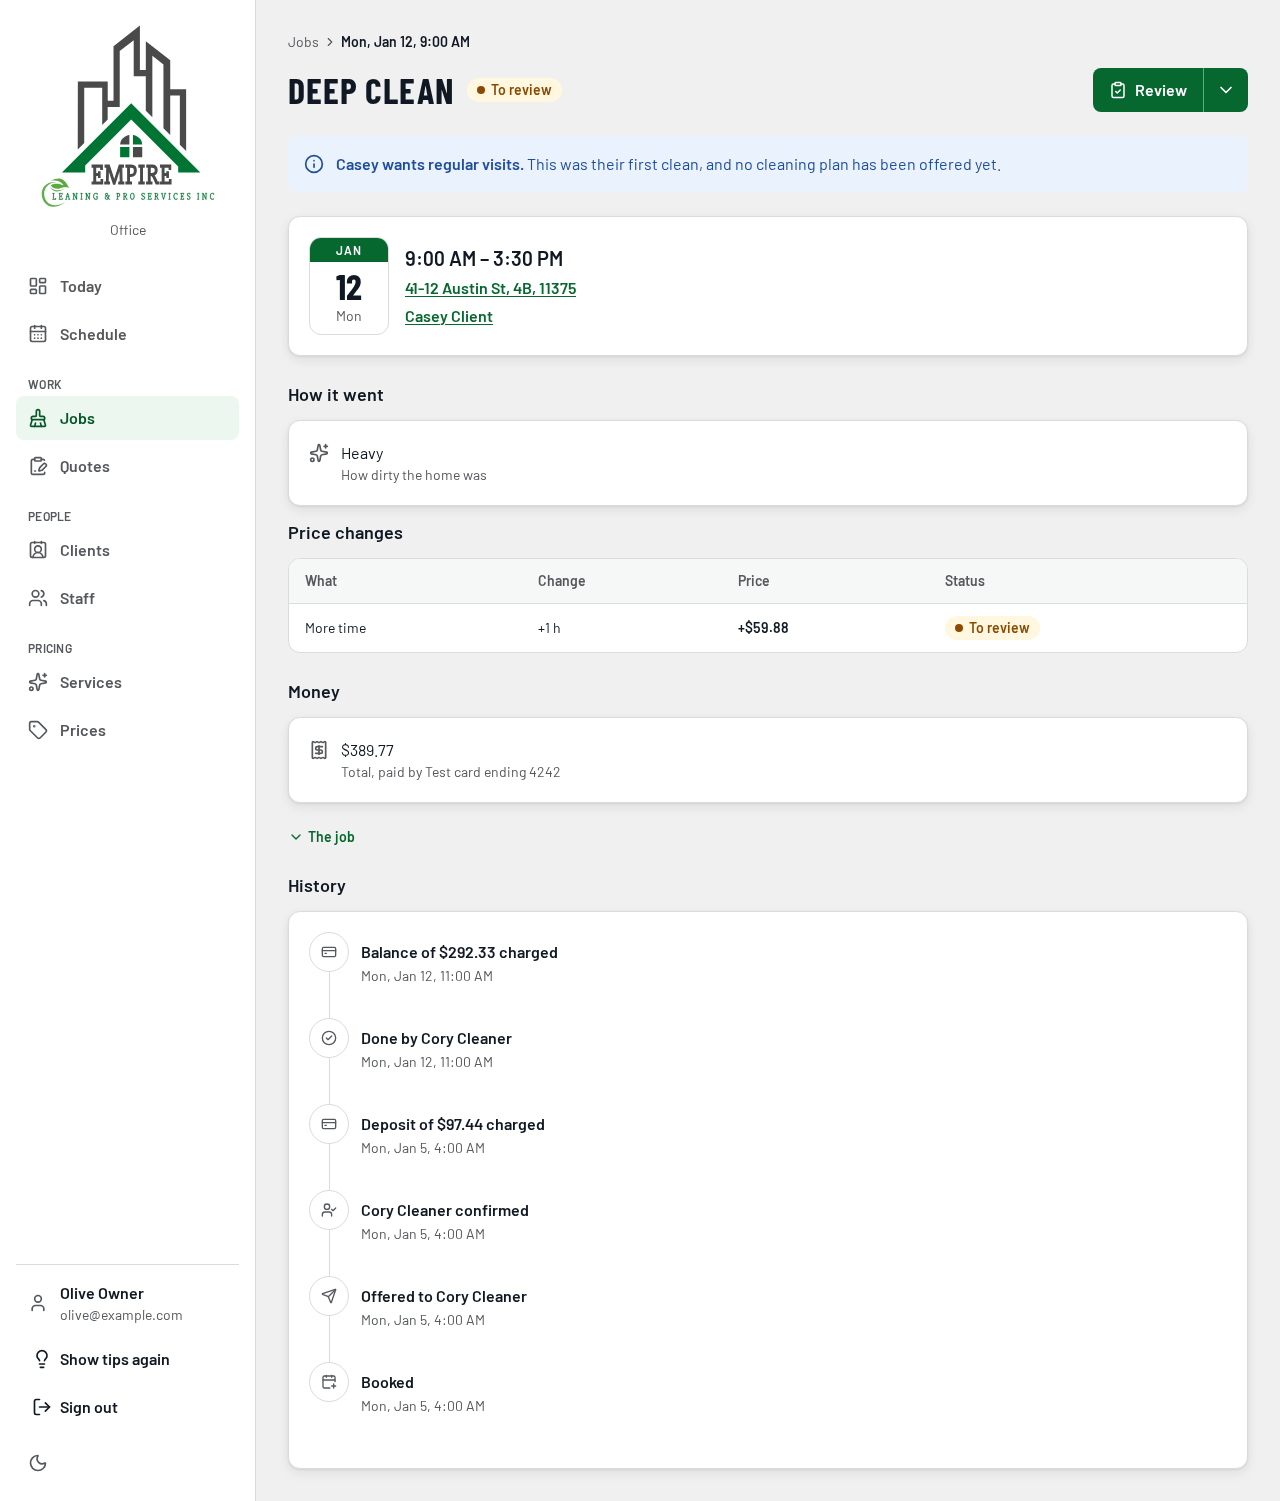 EMPIRE
LEANING & PRO SERVICES INC
Office
Today
Schedule
WORK
Jobs
Quotes
PEOPLE
Clients
Staff
PRICING
Services
Prices
Olive Owner
olive@example.com
Show tips again
Sign out
Jobs > Mon, Jan 12, 9:00 AM
DEEP CLEAN
To review
Review
Casey wants regular visits. This was their first clean, and no cleaning plan has been offered yet.
JAN
12
Mon
9:00 AM – 3:30 PM
41-12 Austin St, 4B, 11375
Casey Client
How it went
Heavy
How dirty the home was
Price changes
What Change Price Status
More time +1 h +$59.88 To review
Money
$389.77
Total, paid by Test card ending 4242
The job
History
Balance of $292.33 charged
Mon, Jan 12, 11:00 AM
Done by Cory Cleaner
Mon, Jan 12, 11:00 AM
Deposit of $97.44 charged
Mon, Jan 5, 4:00 AM
Cory Cleaner confirmed
Mon, Jan 5, 4:00 AM
Offered to Cory Cleaner
Mon, Jan 5, 4:00 AM
Booked
Mon, Jan 5, 4:00 AM